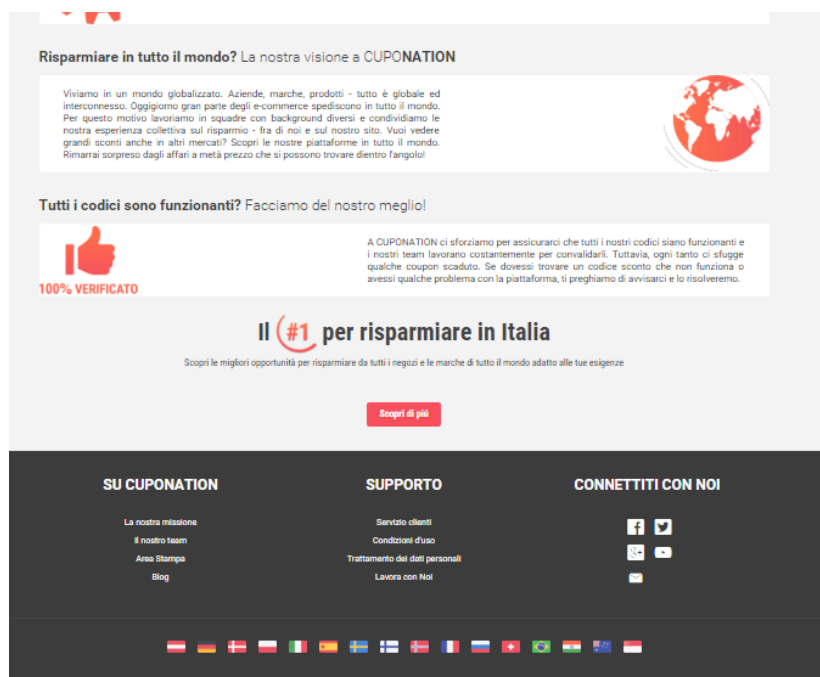 Risparmiare in tutto il mondo? La nostra visione a CUPONATION
Viviamo in un mondo globalizzato. Aziende, marche, prodotti - tutto è globale ed
interconnesso. Oggigiorno gran parte degli e-commerce spediscono in tutto il mondo.
Per questo motivo lavoriamo in squadre con background diversi e condividiamo le
nostra esperienza collettiva sul risparmio - fra di noi e sul nostro sito. Vuoi vedere
grandi sconti anche in altri mercati? Scopri le nostre piattaforme in tutto il mondo.
Rimarrai sorpreso dagli affari a metà prezzo che si possono trovare dientro l'angolo!
Tutti i codici sono funzionanti? Facciamo del nostro meglio!
100% VERIFICATO
A CUPONATION ci sforziamo per assicurarci che tutti i nostri codici siano funzionanti e
i nostri team lavorano costantemente per convalidarli. Tuttavia, ogni tanto ci sfugge
qualche coupon scaduto. Se dovessi trovare un codice sconto che non funziona o
avessi qualche problema con la piattaforma, ti preghiamo di avvisarci e lo risolveremo.
Il #1 per risparmiare in Italia
Scopri le migliori opportunità per risparmiare da tutti i negozi e le marche di tutto il mondo adatto alle tue esigenze
Scopri di piú
SU CUPONATION
La nostra missione
Il nostro team
Area Stampa
Blog
SUPPORTO
Servizio clienti
Condizioni d'uso
Trattamento dei dati personali
Lavora con Noi
CONNETTITI CON NOI